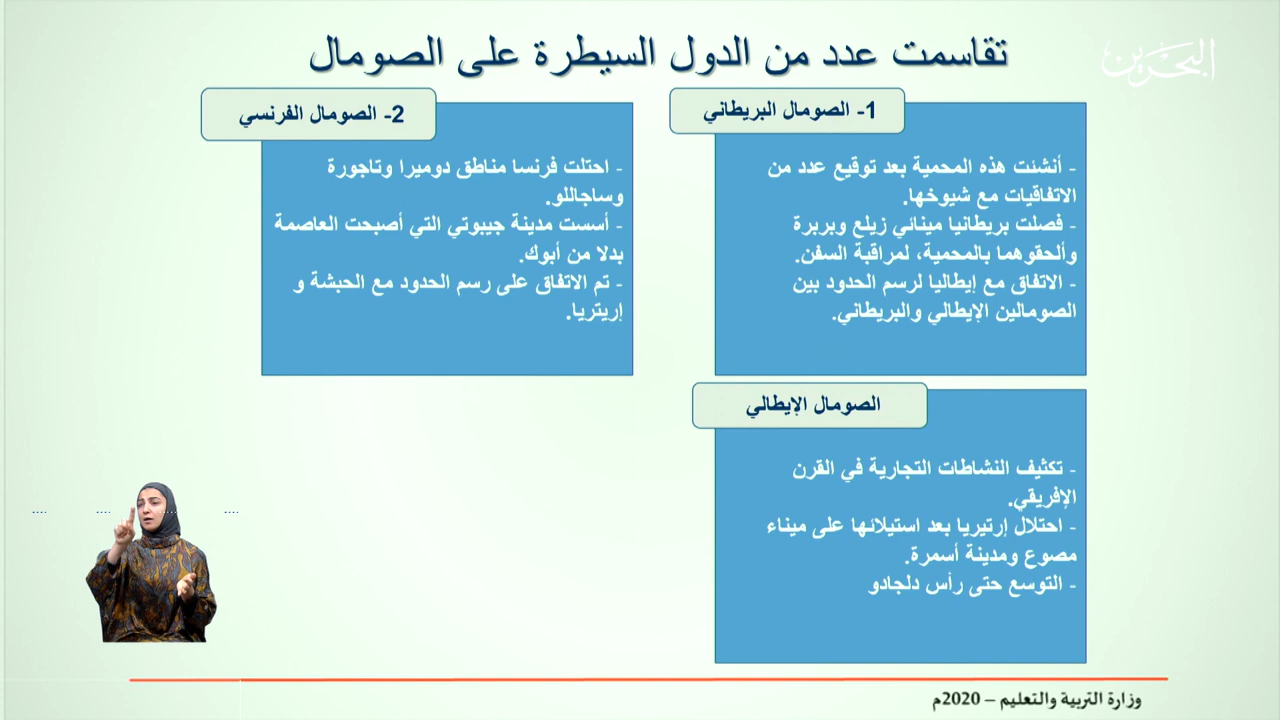 تقاسمت عدد من الدول السيطرة على الصومال
البحرين
1- الصومال البريطاني
- أنشئت هذه المحمية بعد توقيع عدد من
الاتفاقيات مع شيوخها.
- فصلت بريطانيا مينائي زيلع وبربرة
وألحقوهما بالمحمية، لمراقبة السفن.
- الاتفاق مع إيطاليا لرسم الحدود بين
الصومالين الإيطالي والبريطاني.
2- الصومال الفرنسي
- احتلت فرنسا مناطق دوميرا وتاجورة
وساجاللو.
- أسست مدينة جيبوتي التي أصبحت العاصمة
بدلا من أبوك.
- تم الاتفاق على رسم الحدود مع الحبشة و
إريتريا.
الصومال الإيطالي
- تكثيف النشاطات التجارية في القرن
الإفريقي.
- احتلال إرتيريا بعد استيلائها على ميناء
مصوع ومدينة أسمرة.
- التوسع حتى رأس دلجادو
وزارة التربية والتعليم – 2020م